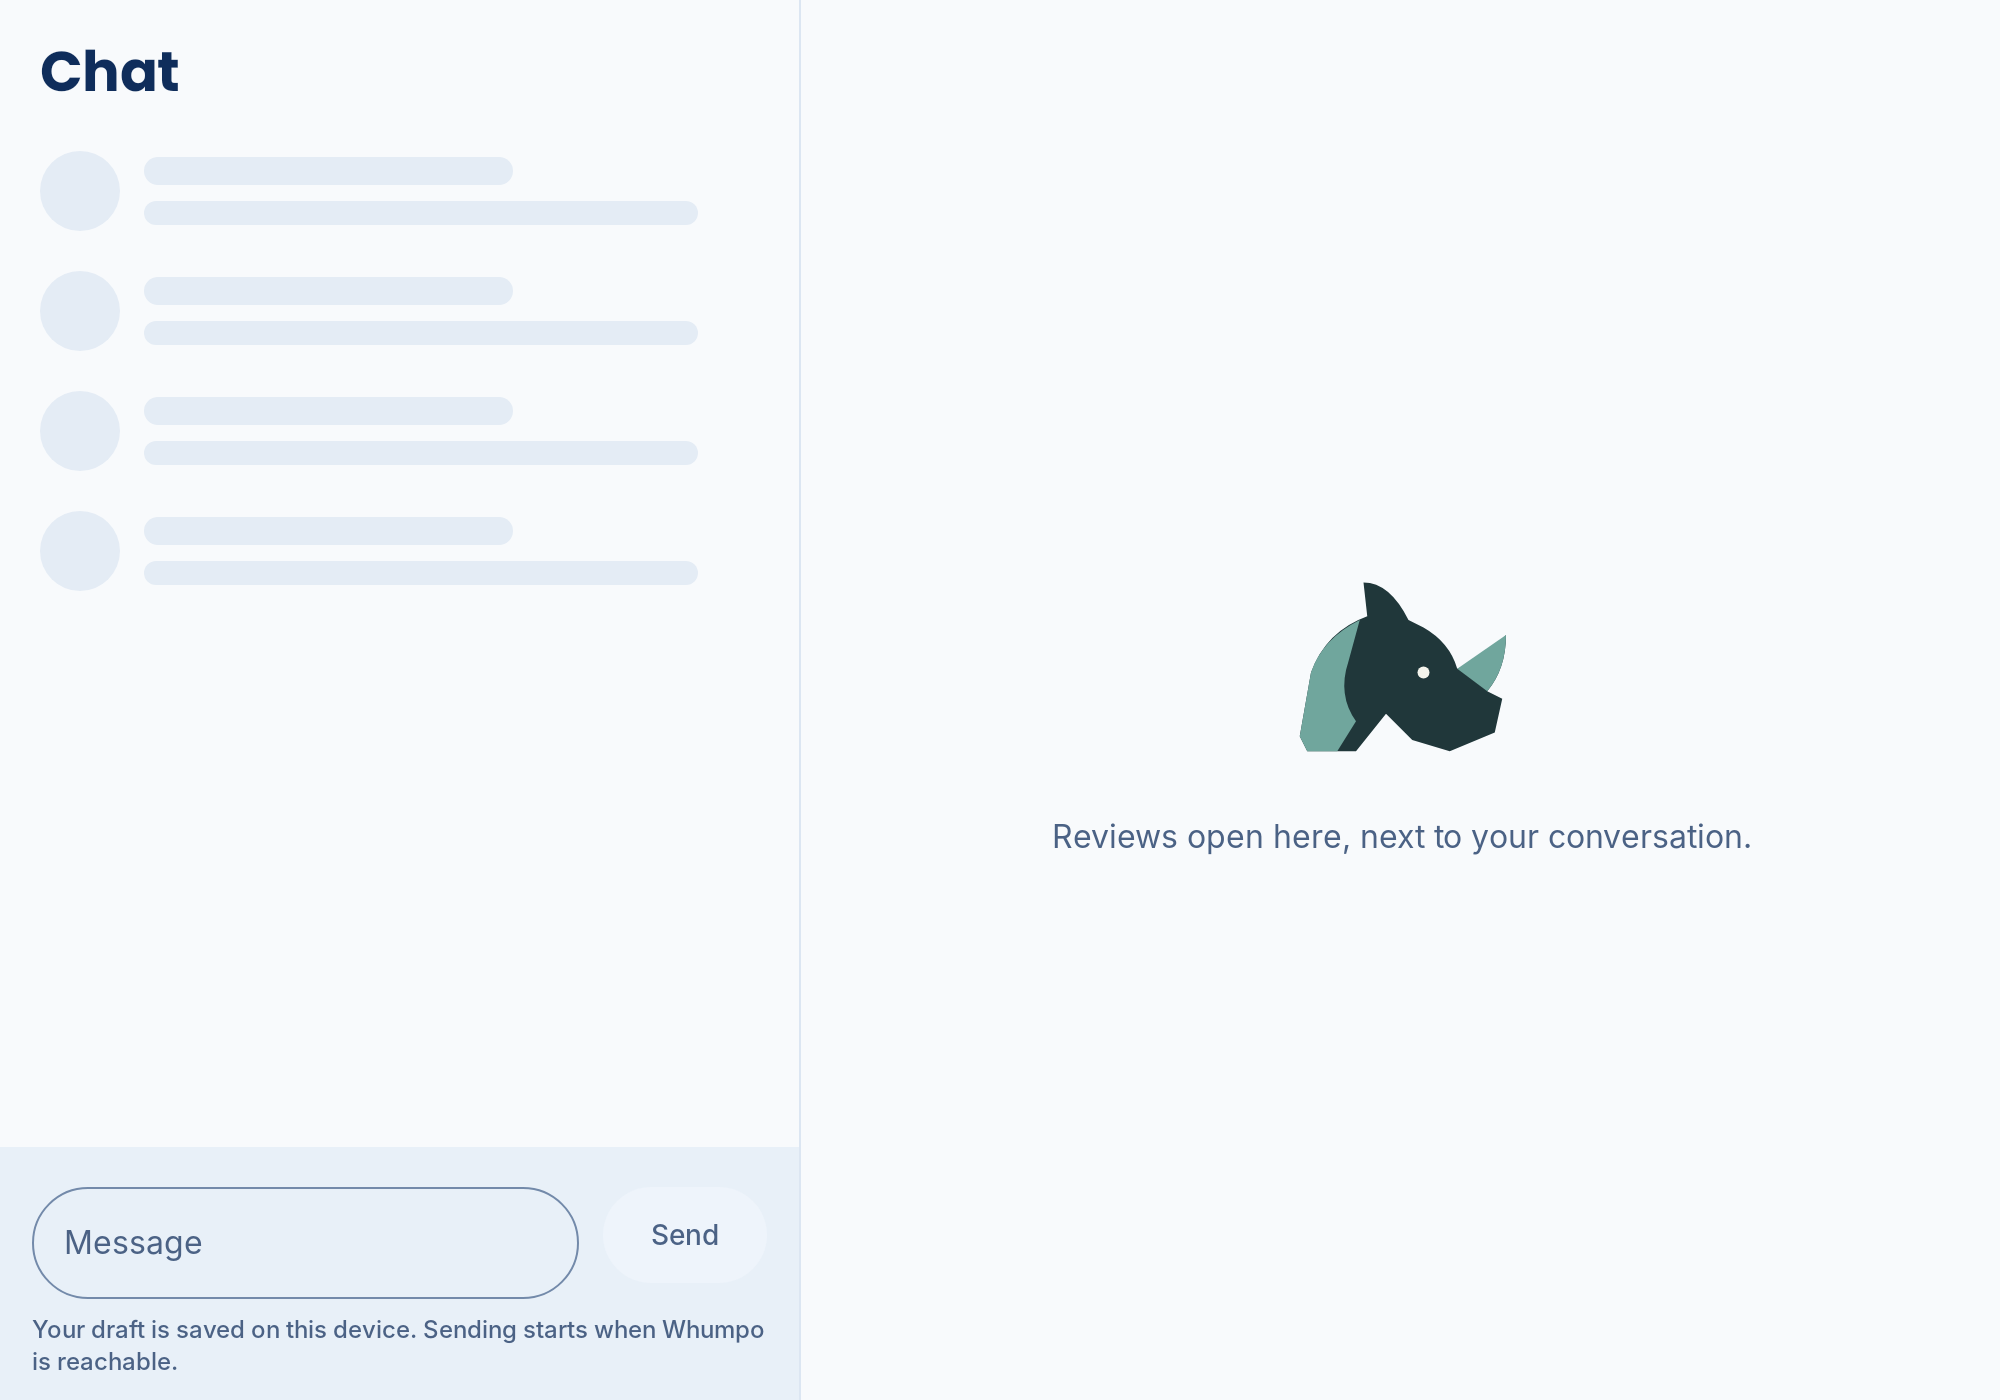 Chat
Reviews open here, next to your conversation.
Message
Send
Your draft is saved on this device. Sending starts when Whumpo
is reachable.